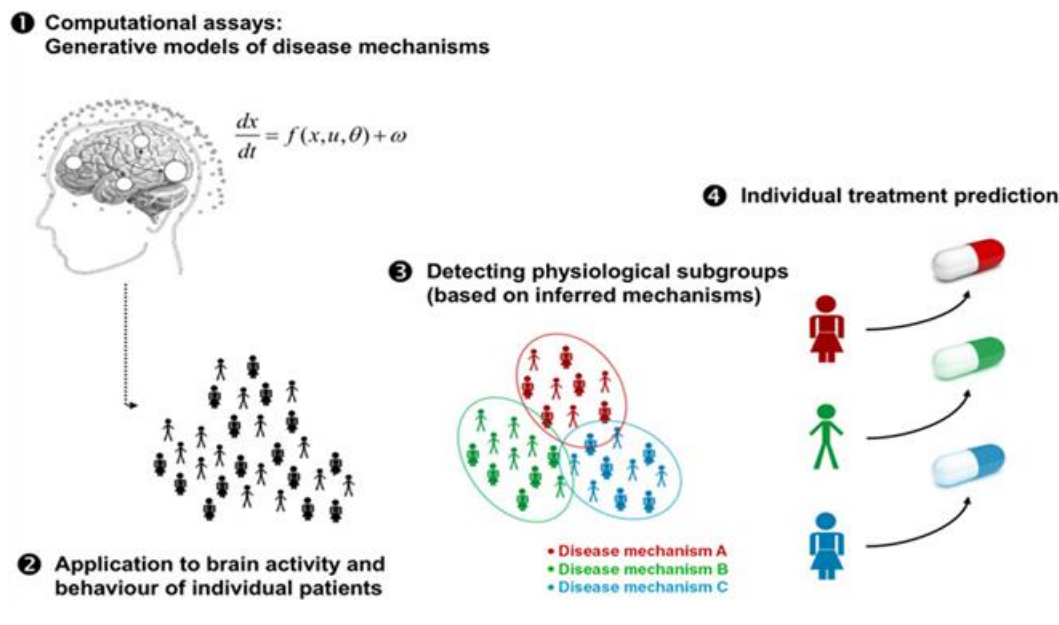 ❶ Computational assays:
Generative models of disease mechanisms
dx/dt = f(x,u,θ)+ω
❷ Application to brain activity and
behaviour of individual patients
❸ Detecting physiological subgroups
(based on inferred mechanisms)
• Disease mechanism A
• Disease mechanism B
• Disease mechanism C
❹ Individual treatment prediction